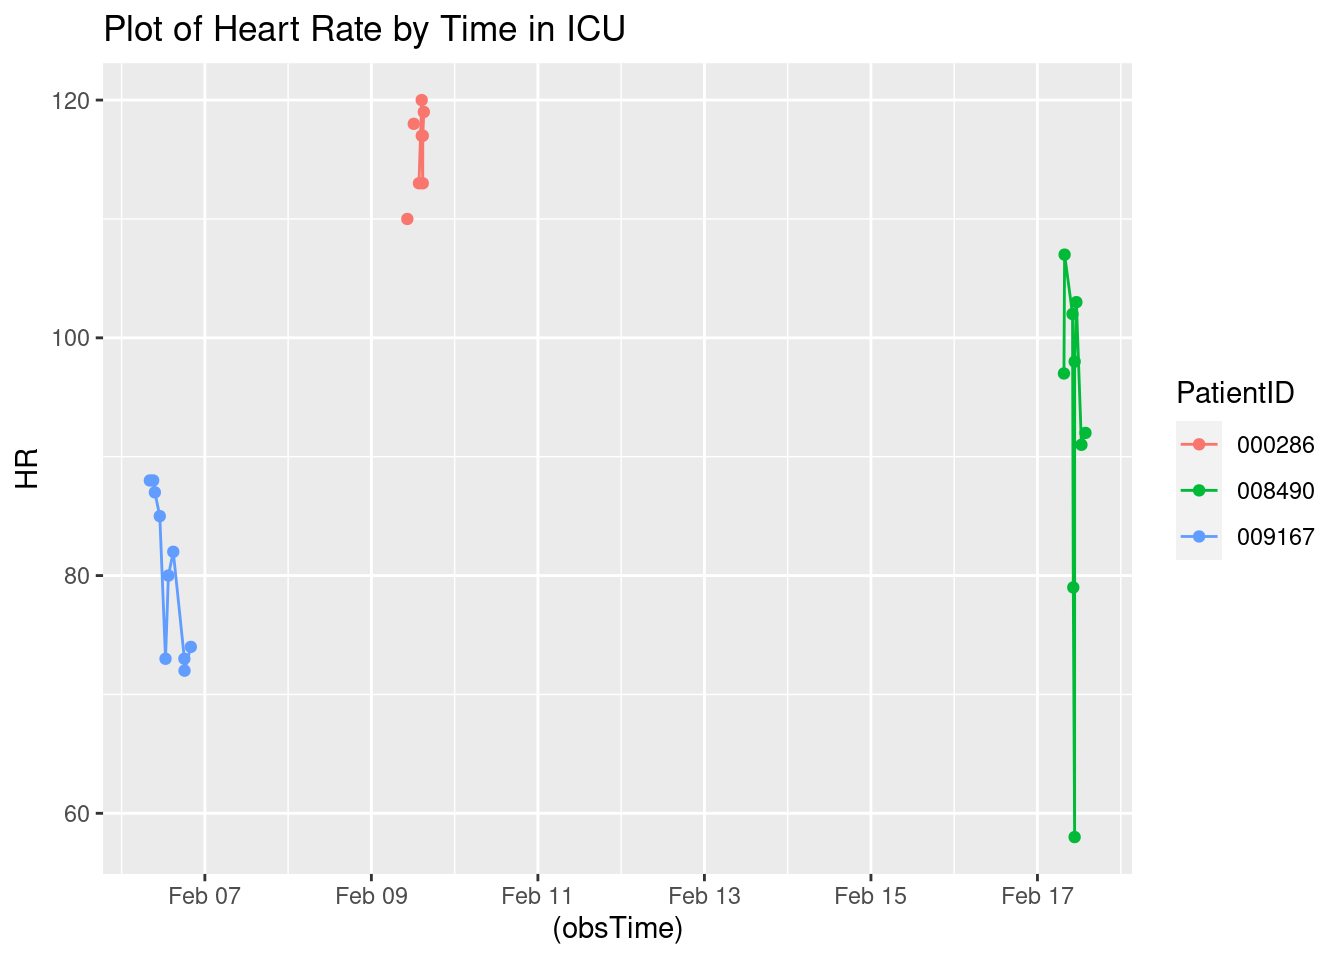 Plot of Heart Rate by Time in ICU
120
100
80
60
HR
Feb 07
Feb 09
Feb 11
Feb 13
Feb 15
Feb 17
(obsTime)
PatientID
000286
008490
009167